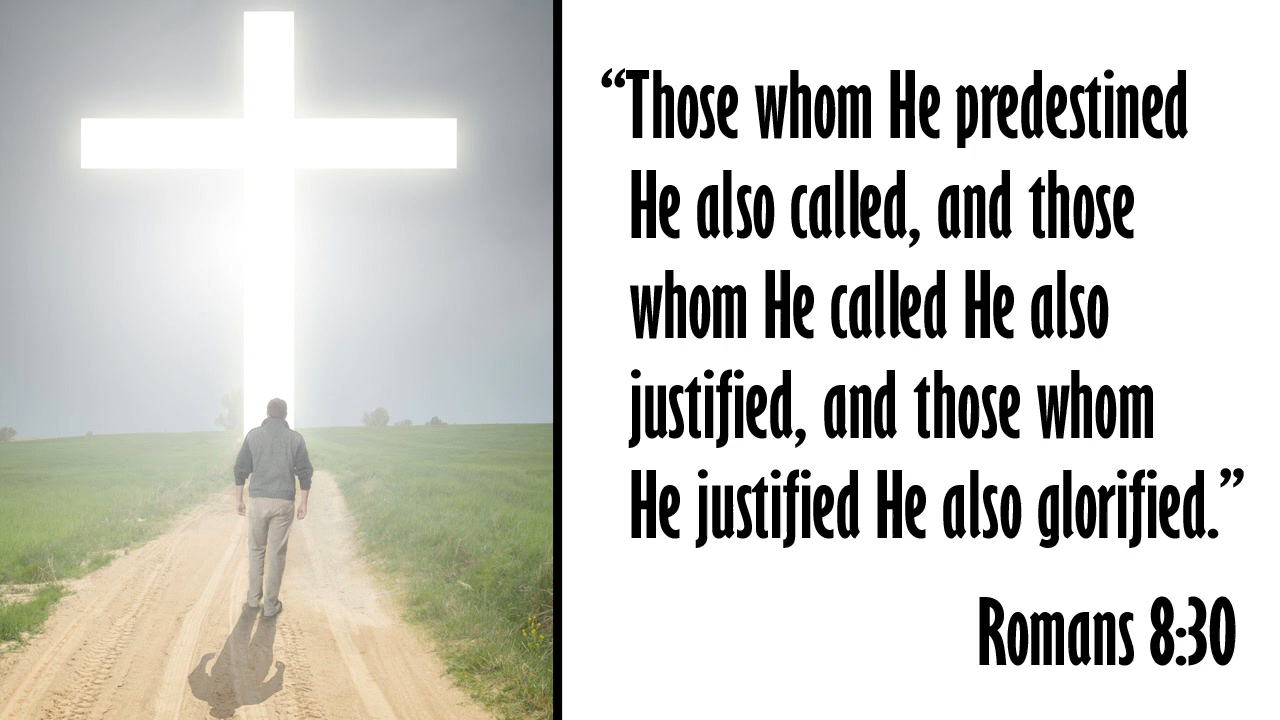 “Those whom He predestined
He also called, and those
whom He called He also
justified, and those whom
He justified He also glorified.”
Romans 8:30